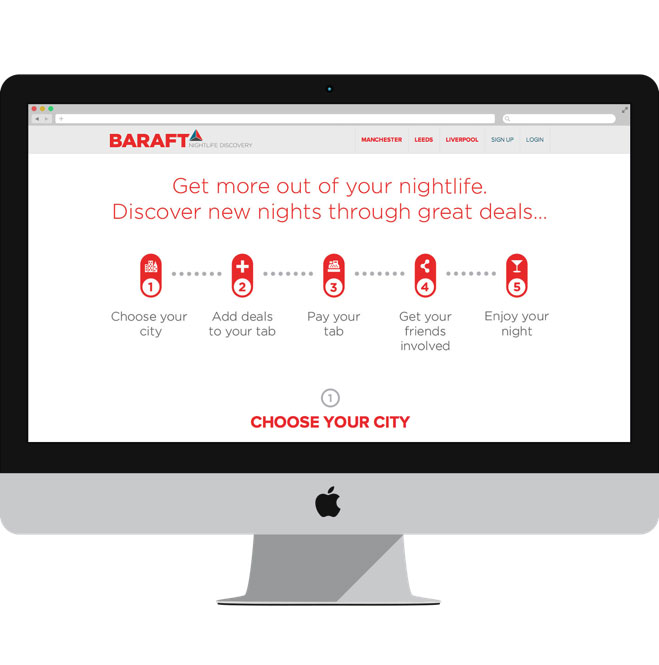 BARAFT NIGHTLIFE DISCOVERY
MANCHESTER LEEDS LIVERPOOL SIGN UP LOGIN
Get more out of your nightlife.
Discover new nights through great deals...
1 2 3 4 5
Choose your city
Add deals to your tab
Pay your tab
Get your friends involved
Enjoy your night
1
CHOOSE YOUR CITY